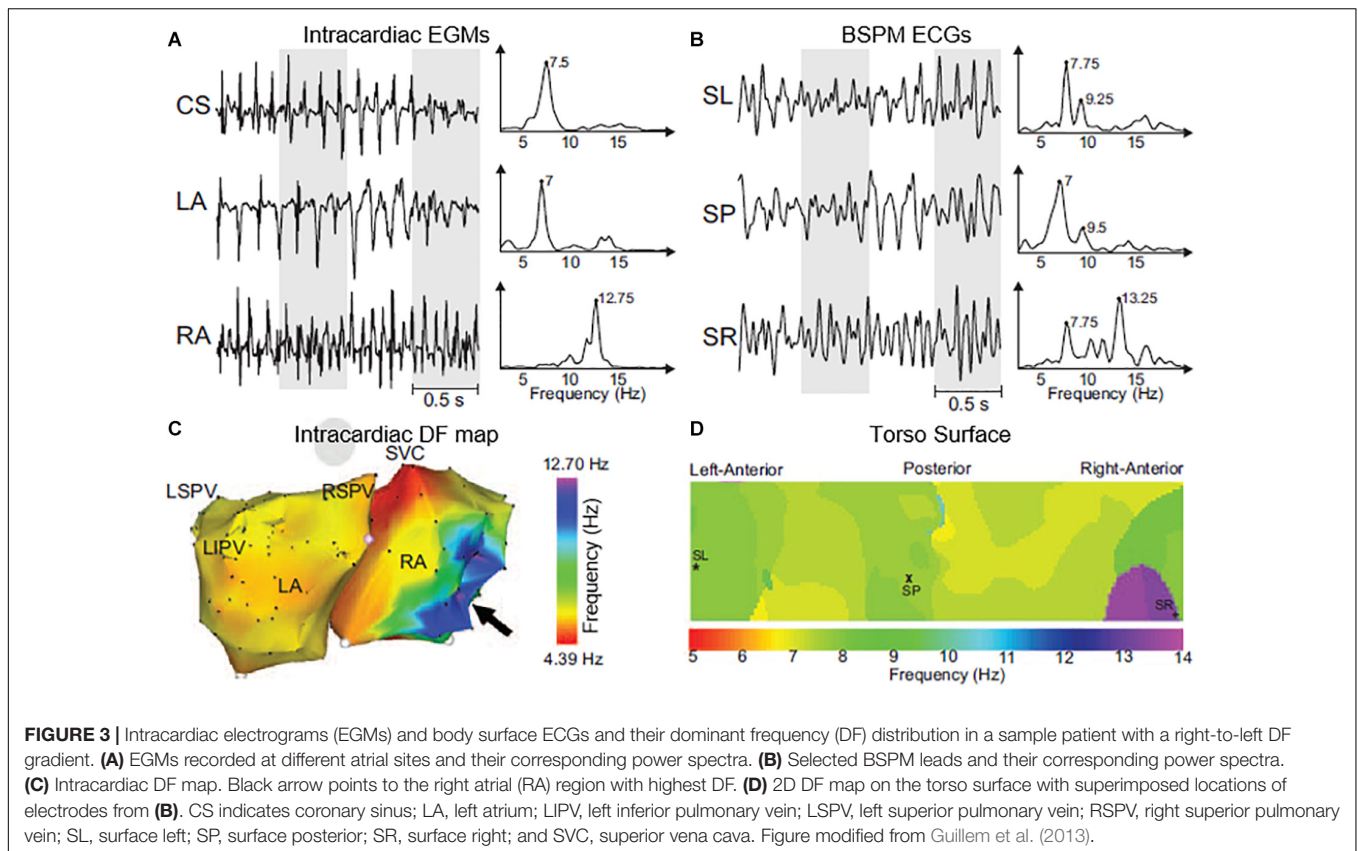 A Intracardiac EGMs
CS
7.5
5 10 15
LA
7
5 10 15
RA
12.75
5 10 15
0.5 s
Frequency (Hz)
B BSPM ECGs
SL
7.75
9.25
5 10 15
SP
7
9.5
5 10 15
SR
7.75
13.25
5 10 15
0.5 s
Frequency (Hz)
C Intracardiac DF map
SVC
LSPV
RSPV
LIPV
LA
RA
12.70 Hz
Frequency (Hz)
4.39 Hz
D Torso Surface
Left-Anterior Posterior Right-Anterior
SL
SP
SR
5 6 7 8 9 10 11 12 13 14
Frequency (Hz)
FIGURE 3 | Intracardiac electrograms (EGMs) and body surface ECGs and their dominant frequency (DF) distribution in a sample patient with a right-to-left DF
gradient. (A) EGMs recorded at different atrial sites and their corresponding power spectra. (B) Selected BSPM leads and their corresponding power spectra.
(C) Intracardiac DF map. Black arrow points to the right atrial (RA) region with highest DF. (D) 2D DF map on the torso surface with superimposed locations of
electrodes from (B). CS indicates coronary sinus; LA, left atrium; LIPV, left inferior pulmonary vein; LSPV, left superior pulmonary vein; RSPV, right superior pulmonary
vein; SL, surface left; SP, surface posterior; SR, surface right; and SVC, superior vena cava. Figure modified from Guillem et al. (2013).